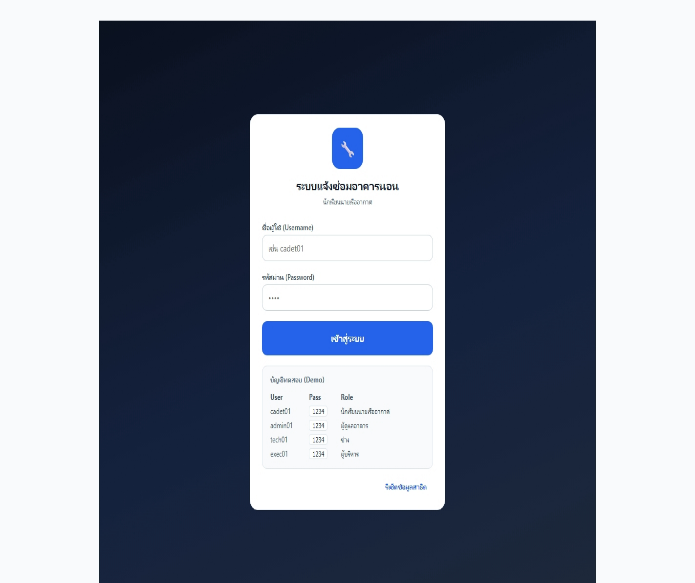 ระบบแจ้งซ่อมอาคารนอน
นักเรียนนายเรืออากาศ
ชื่อผู้ใช้ (Username)
เช่น cadet01
รหัสผ่าน (Password)
••••
เข้าสู่ระบบ
บัญชีทดสอบ (Demo)
User Pass Role
cadet01 1234 นักเรียนนายเรืออากาศ
admin01 1234 ผู้ดูแลอาคาร
tech01 1234 ช่าง
exec01 1234 ผู้บริหาร
รีเซ็ตข้อมูลสาธิต